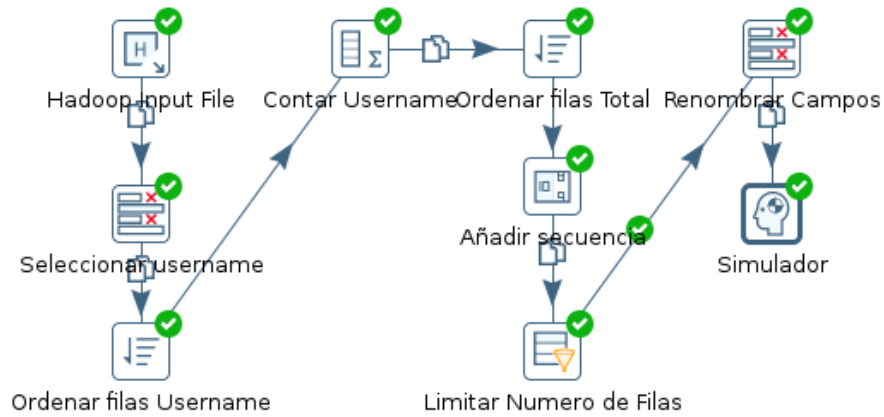 Hadoop Input File
Contar Username
Ordenar filas Total
Renombrar Campos
Seleccionar username
Añadir secuencia
Simulador
Ordenar filas Username
Limitar Numero de Filas